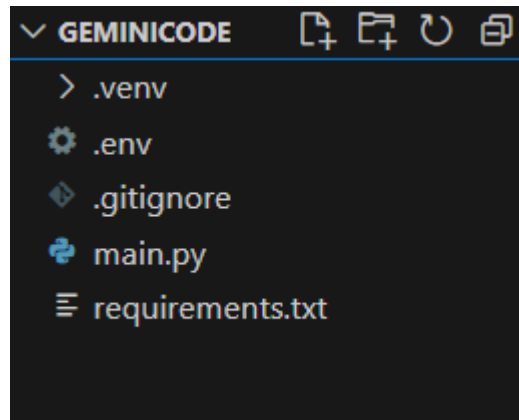 GEMINICODE
.venv
.env
.gitignore
main.py
requirements.txt